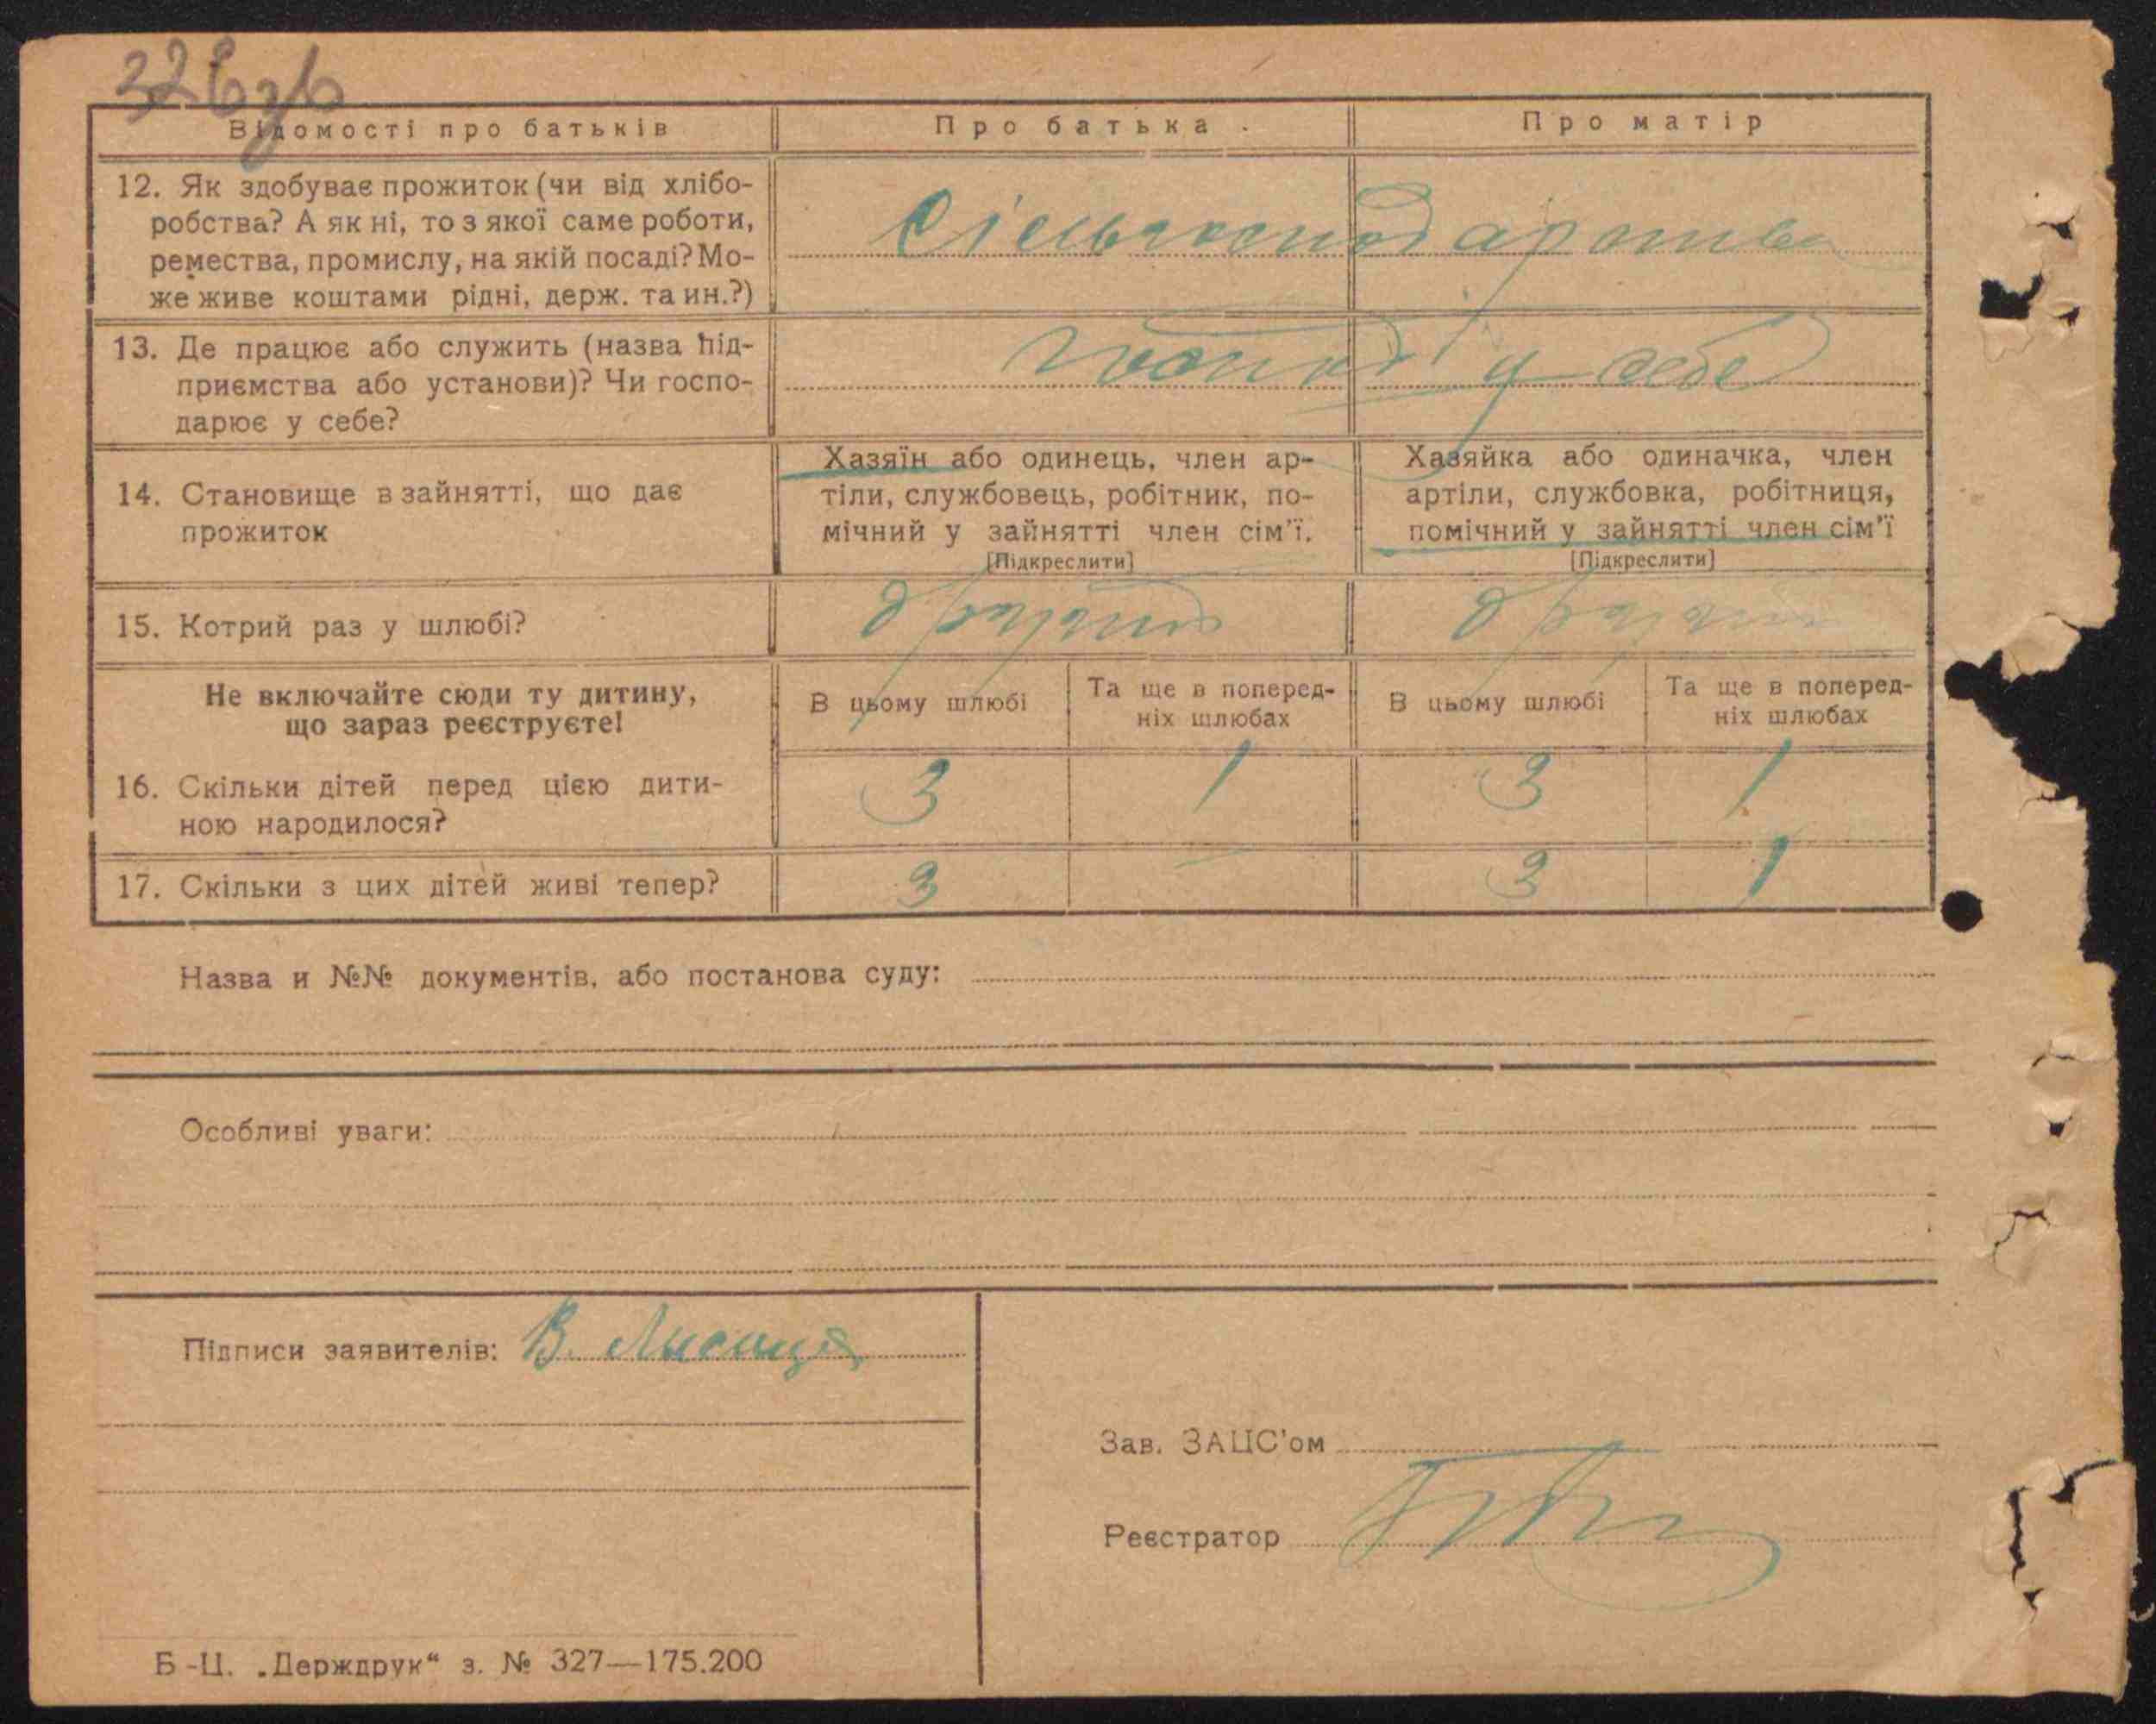 326зв
Відомості про батьків
Про батька
Про матір
12. Як здобуває прожиток (чи від хлібо-
робства? А як ні, то з якої саме роботи,
ремества, промислу, на якій посаді? Мо-
же живе коштами рідні, держ. та ин.?)
13. Де працює або служить (назва під-
приємства або установи)? Чи госпо-
дарює у себе?
у себе
14. Становище в зайнятті, що дає
прожиток
Хазяїн або одинець, член ар-
тіли, службовець, робітник, по-
мічний у зайнятті член сім'ї.
[Підкреслити]
Хазяйка або одиначка, член
артіли, службовка, робітниця,
помічний у зайнятті член сім'ї
[Підкреслити]
15. Котрий раз у шлюбі?
Не включайте сюди ту дитину,
що зараз реєструєте!
В цьому шлюбі
Та ще в поперед-
ніх шлюбах
В цьому шлюбі
Та ще в поперед-
ніх шлюбах
16. Скільки дітей перед цією дити-
ною народилося?
3 1 3 1
17. Скільки з цих дітей живі тепер?
3 — 3 1
Назва и №№ документів, або постанова суду:
Особливі уваги:
Підписи заявителів: В. Лисиця
Зав. ЗАЦС'ом
Реєстратор
Б-Ц. „Держдрук“ з. № 327—175.200